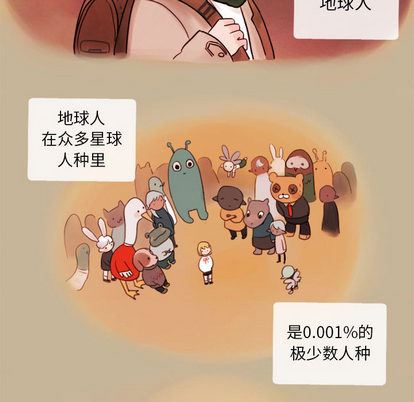 地球人
地球人
在众多星球
人种里
是0.001%的
极少数人种